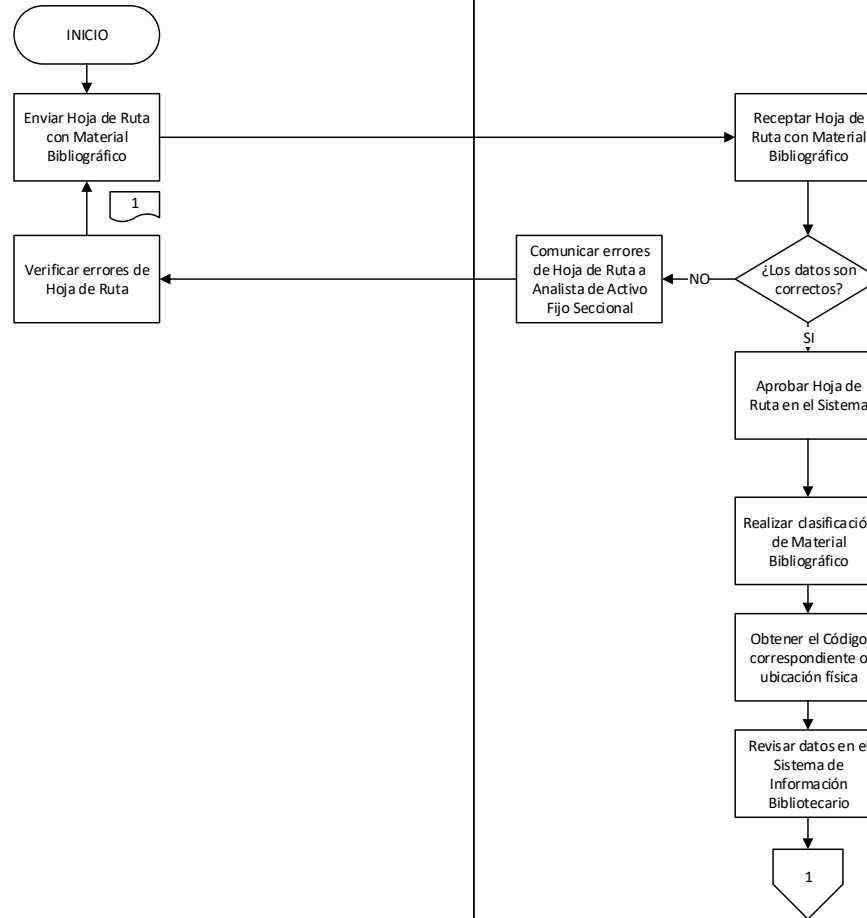 INICIO
Enviar Hoja de Ruta
con Material
Bibliográfico
Receptar Hoja de
Ruta con Material
Bibliográfico
1
Verificar errores de
Hoja de Ruta
Comunicar errores
de Hoja de Ruta a
Analista de Activo
Fijo Seccional
NO
¿Los datos son
correctos?
SI
Aprobar Hoja de
Ruta en el Sistema
Realizar clasificació
de Material
Bibliográfico
Obtener el Código
correspondiente o
ubicación física
Revisar datos en el
Sistema de
Información
Bibliotecario
1